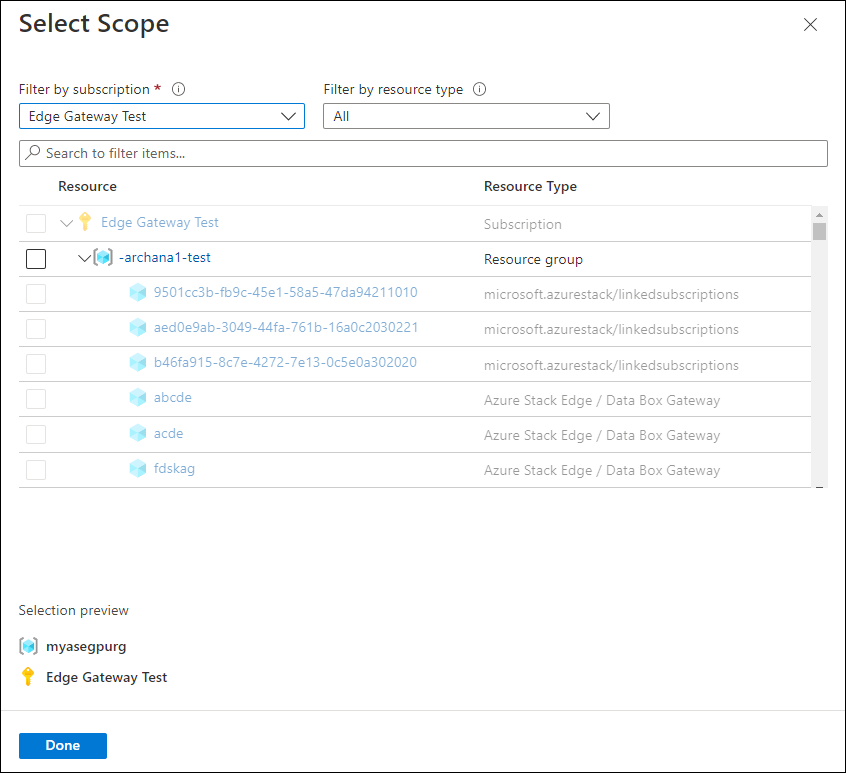 Select Scope
Filter by subscription * Filter by resource type
Edge Gateway Test All
Search to filter items...
Resource Resource Type
Edge Gateway Test Subscription
-archana1-test Resource group
9501cc3b-fb9c-45e1-58a5-47da94211010 microsoft.azurestack/linkedsubscriptions
aed0e9ab-3049-44fa-761b-16a0c2030221 microsoft.azurestack/linkedsubscriptions
b46fa915-8c7e-4272-7e13-0c5e0a302020 microsoft.azurestack/linkedsubscriptions
abcde Azure Stack Edge / Data Box Gateway
acde Azure Stack Edge / Data Box Gateway
fdskag Azure Stack Edge / Data Box Gateway
Selection preview
myasegpurg
Edge Gateway Test
Done